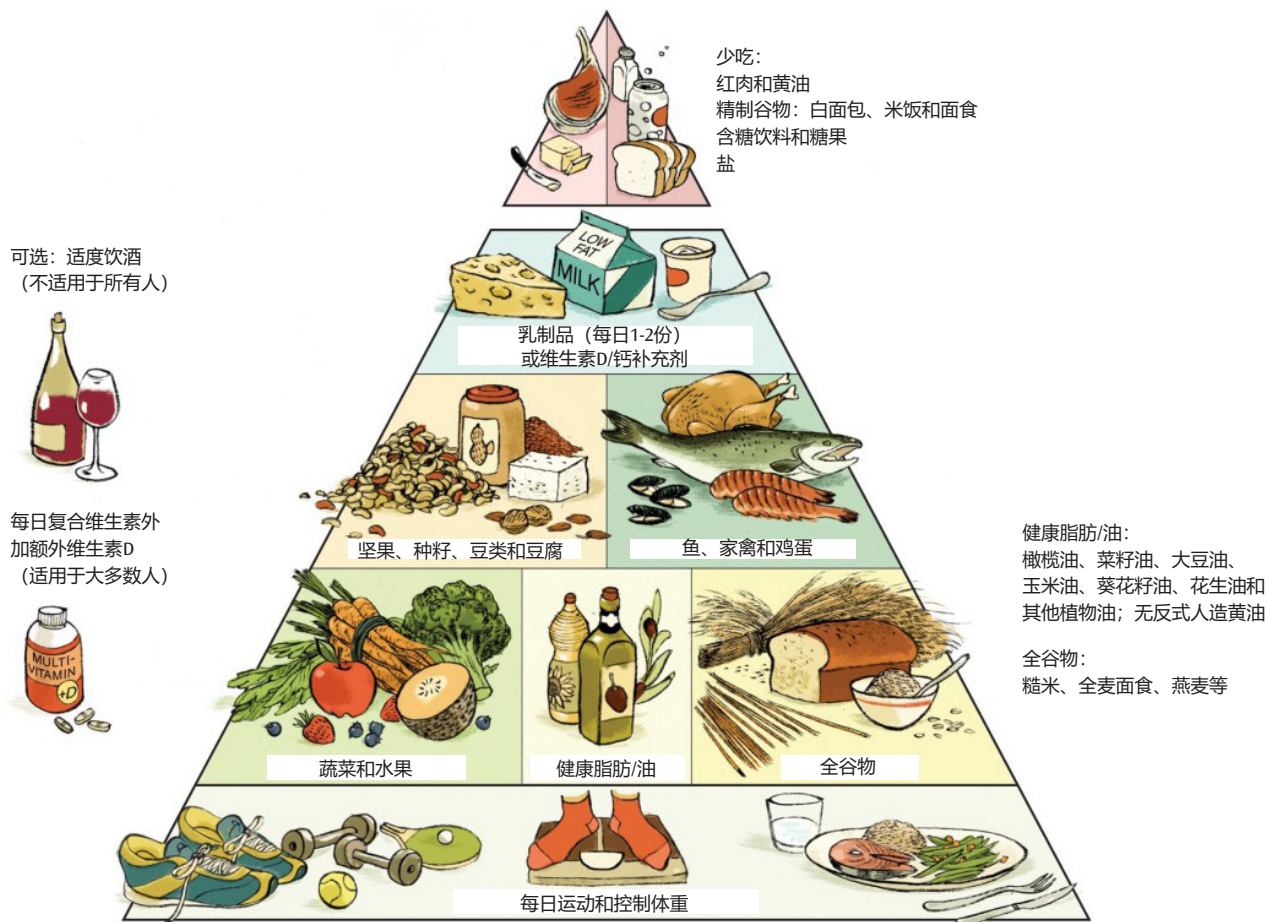 少吃：
红肉和黄油
精制谷物：白面包、米饭和面食
含糖饮料和糖果
盐
可选：适度饮酒
（不适用于所有人）
LOW
FAT
MILK
乳制品（每日1-2份）
或维生素D/钙补充剂
每日复合维生素外
加额外维生素D
（适用于大多数人）
坚果、种籽、豆类和豆腐
鱼、家禽和鸡蛋
健康脂肪/油：
橄榄油、菜籽油、大豆油、
玉米油、葵花籽油、花生油和
其他植物油；无反式人造黄油
全谷物：
糙米、全麦面食、燕麦等
MULTI-
VITAMIN
+D
蔬菜和水果
健康脂肪/油
全谷物
每日运动和控制体重